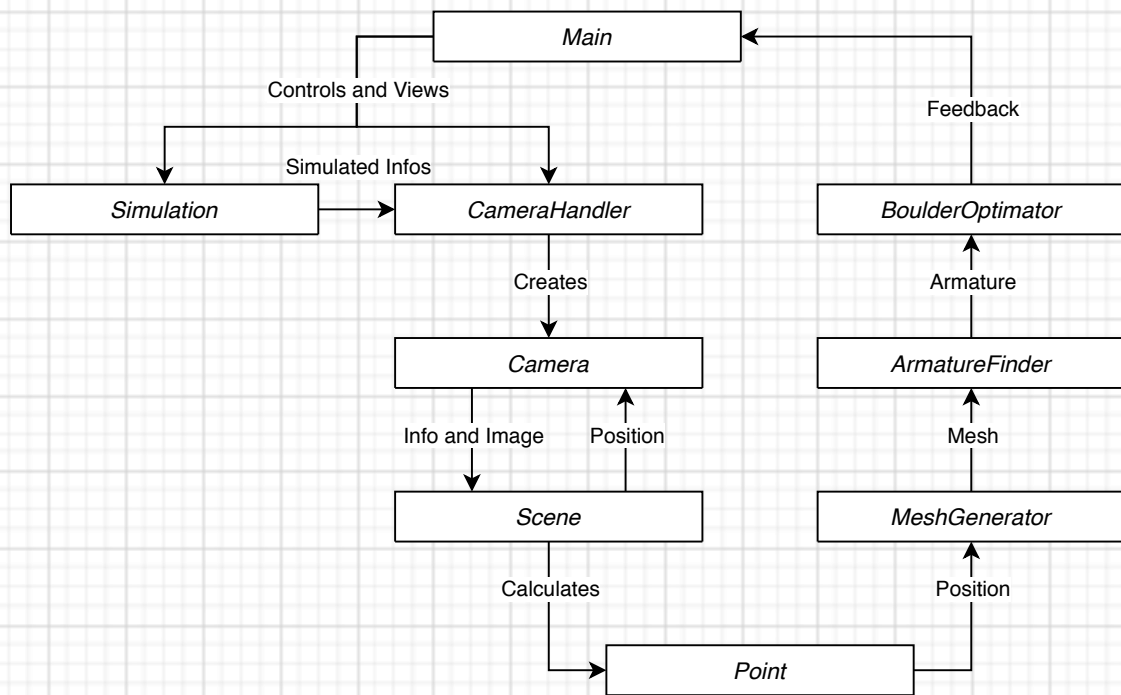 Main
Controls and Views
Feedback
Simulated Infos
Simulation
CameraHandler
BoulderOptimator
Creates
Armature
Camera
ArmatureFinder
Info and Image
Position
Mesh
Scene
MeshGenerator
Calculates
Position
Point